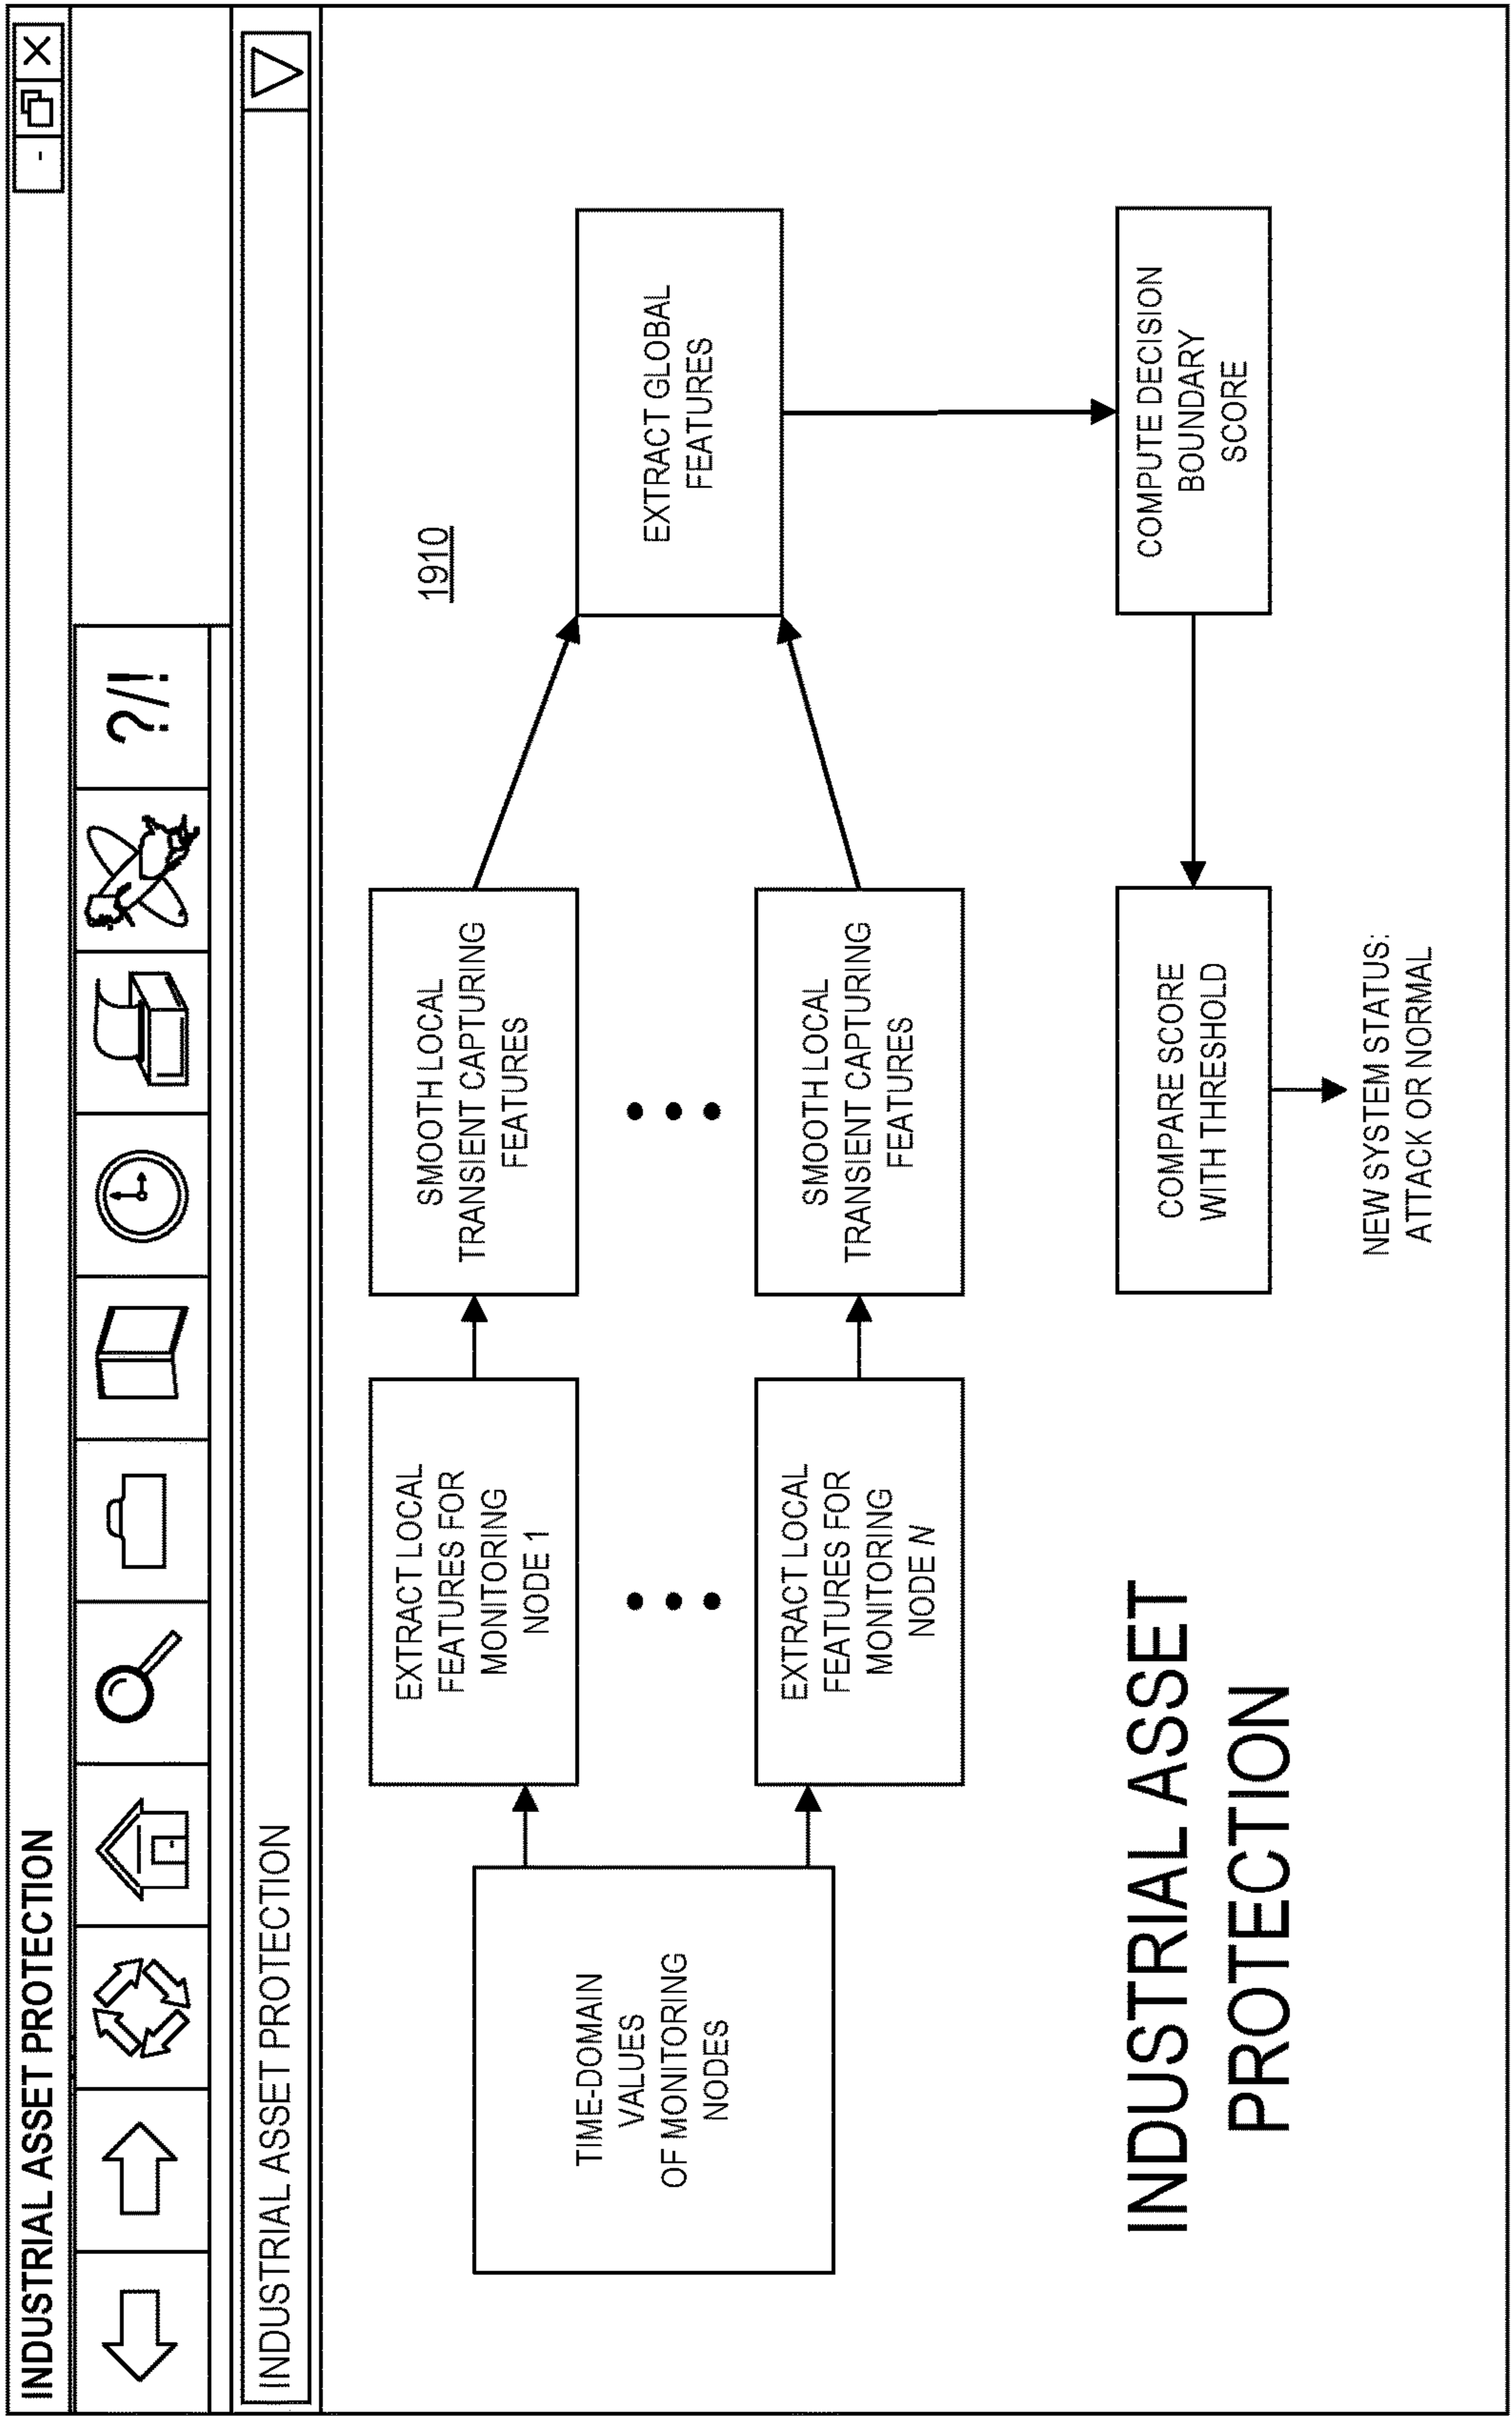 INDUSTRIAL ASSET PROTECTION
- X
?/!
INDUSTRIAL ASSET PROTECTION
1910
TIME-DOMAIN
VALUES
OF MONITORING
NODES
EXTRACT LOCAL
FEATURES FOR
MONITORING
NODE 1
SMOOTH LOCAL
TRANSIENT CAPTURING
FEATURES
EXTRACT LOCAL
FEATURES FOR
MONITORING
NODE N
SMOOTH LOCAL
TRANSIENT CAPTURING
FEATURES
EXTRACT GLOBAL
FEATURES
COMPUTE DECISION
BOUNDARY
SCORE
COMPARE SCORE
WITH THRESHOLD
NEW SYSTEM STATUS:
ATTACK OR NORMAL
INDUSTRIAL ASSET
PROTECTION